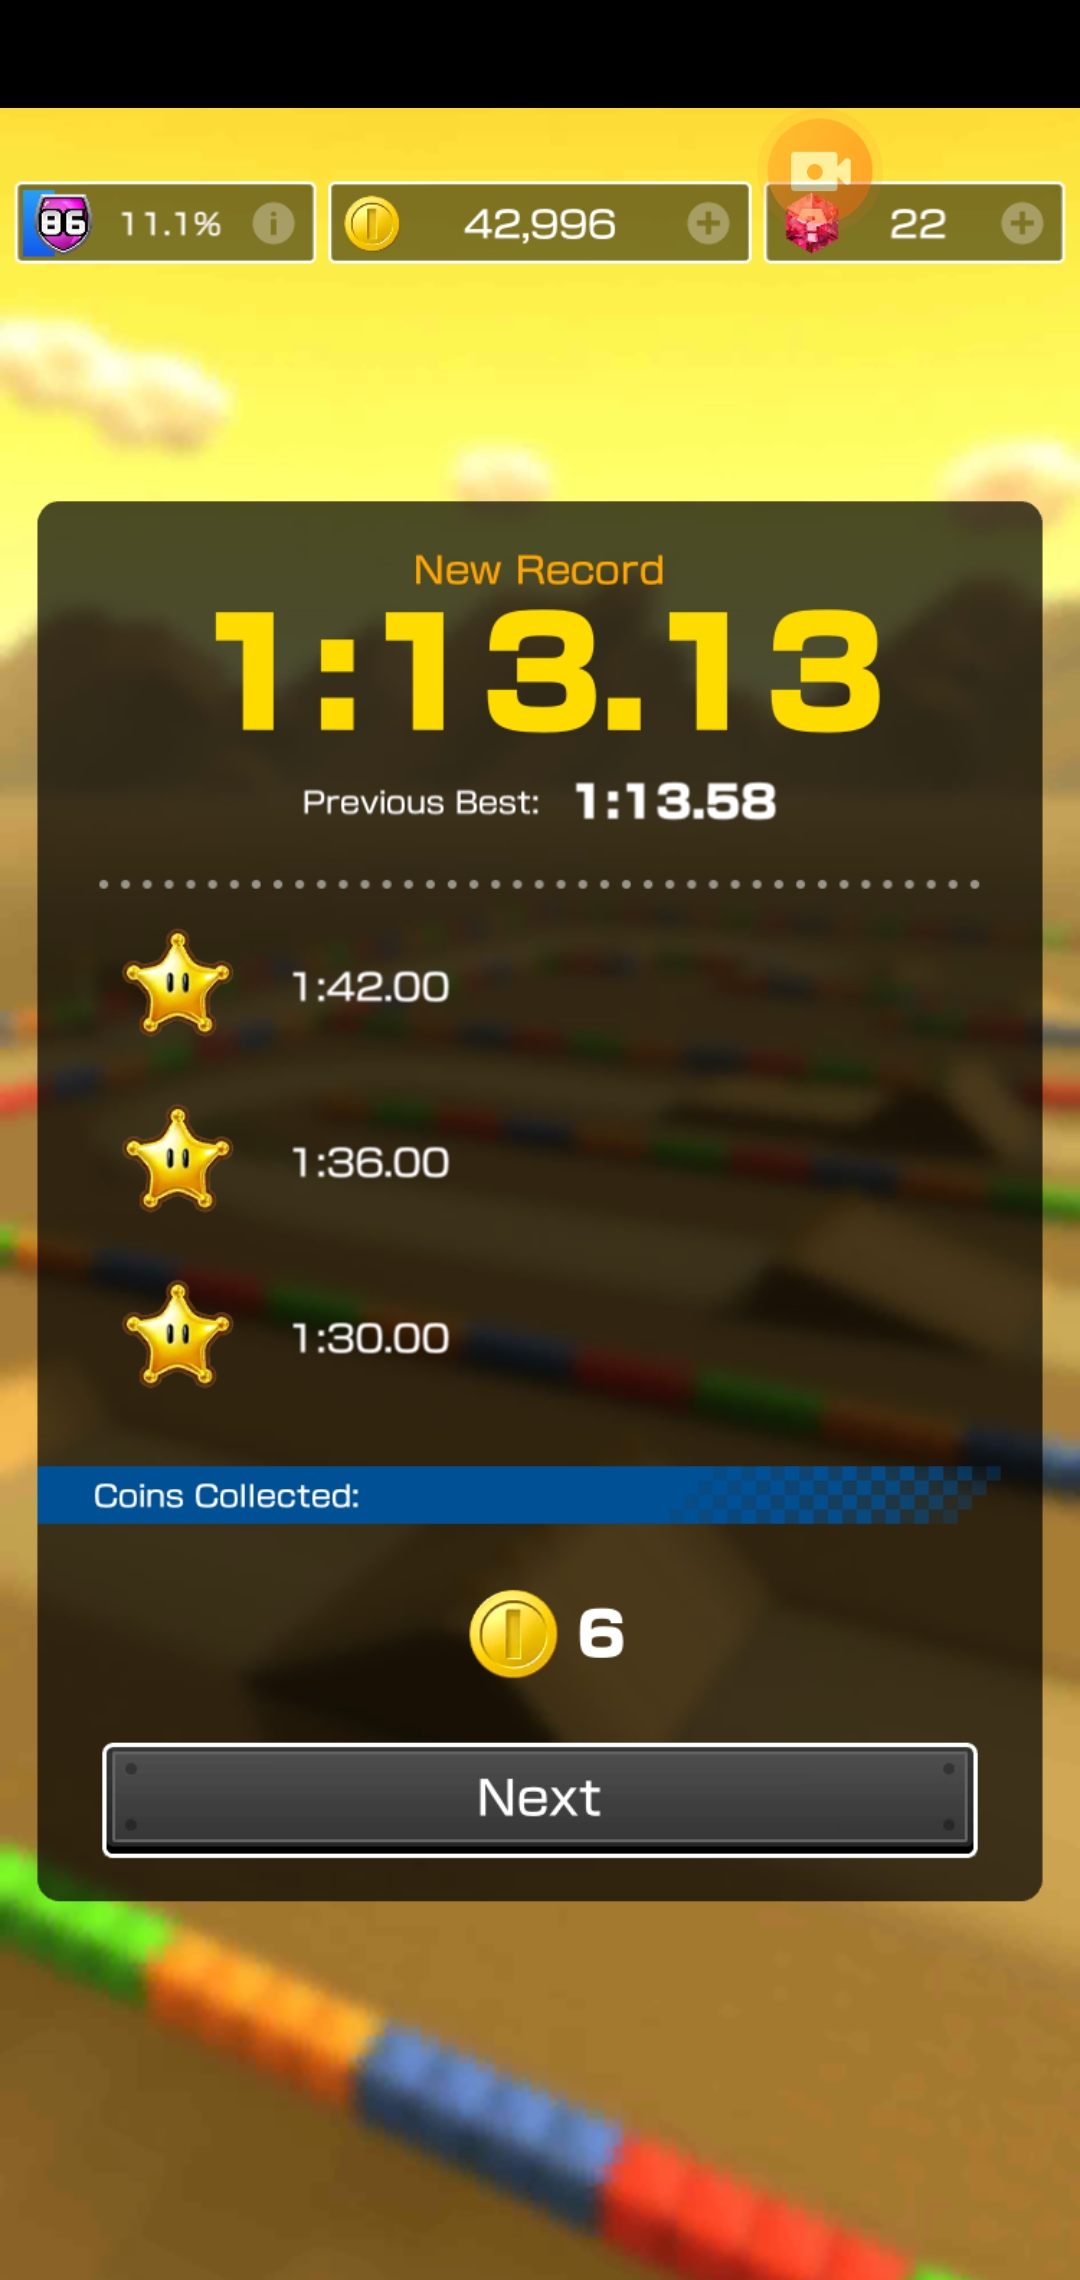 86 11.1% i 42,996 + 22 +
New Record
1:13.13
Previous Best: 1:13.58
1:42.00
1:36.00
1:30.00
Coins Collected:
6
Next